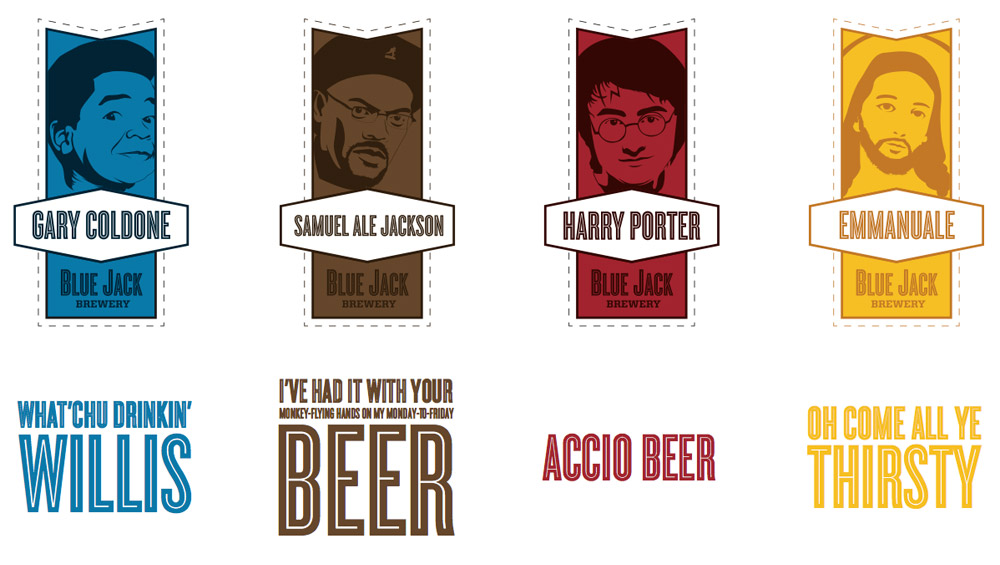 GARY COLDONE
BLUE JACK
BREWERY
WHAT'CHU DRINKIN'
WILLIS
SAMUEL ALE JACKSON
BLUE JACK
BREWERY
I'VE HAD IT WITH YOUR
MONKEY-FLYING HANDS ON MY MONDAY-TO-FRIDAY
BEER
HARRY PORTER
BLUE JACK
BREWERY
ACCIO BEER
EMMANUALE
BLUE JACK
BREWERY
OH COME ALL YE
THIRSTY